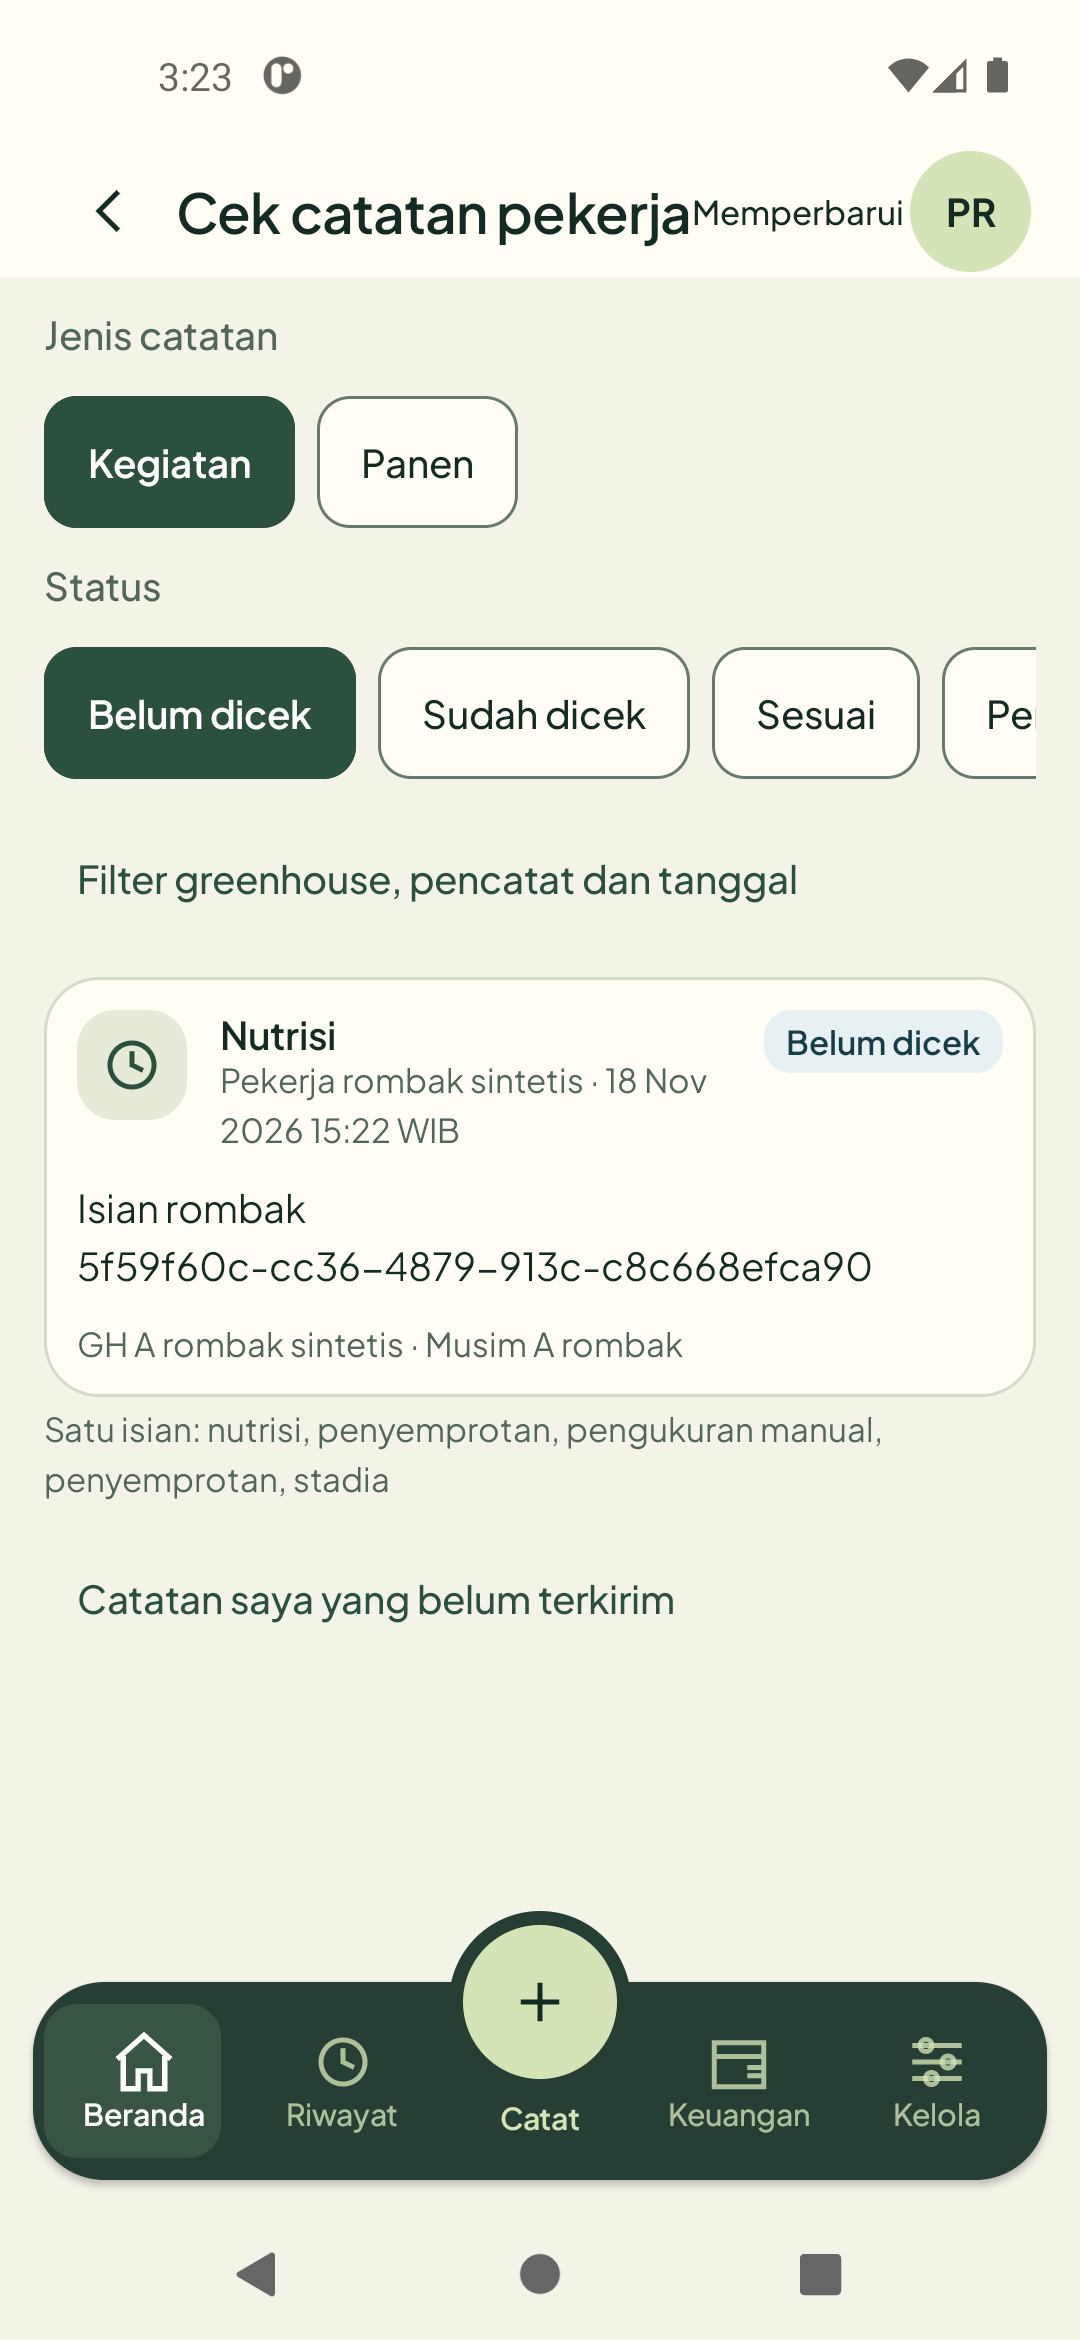 3:23
Cek catatan pekerja
Memperbarui
PR
Jenis catatan
Kegiatan
Panen
Status
Belum dicek
Sudah dicek
Sesuai
Filter greenhouse, pencatat dan tanggal
Nutrisi
Belum dicek
Pekerja rombak sintetis · 18 Nov
2026 15:22 WIB
Isian rombak
5f59f60c-cc36-4879-913c-c8c668efca90
GH A rombak sintetis · Musim A rombak
Satu isian: nutrisi, penyemprotan, pengukuran manual,
penyemprotan, stadia
Catatan saya yang belum terkirim
Beranda
Riwayat
Catat
Keuangan
Kelola